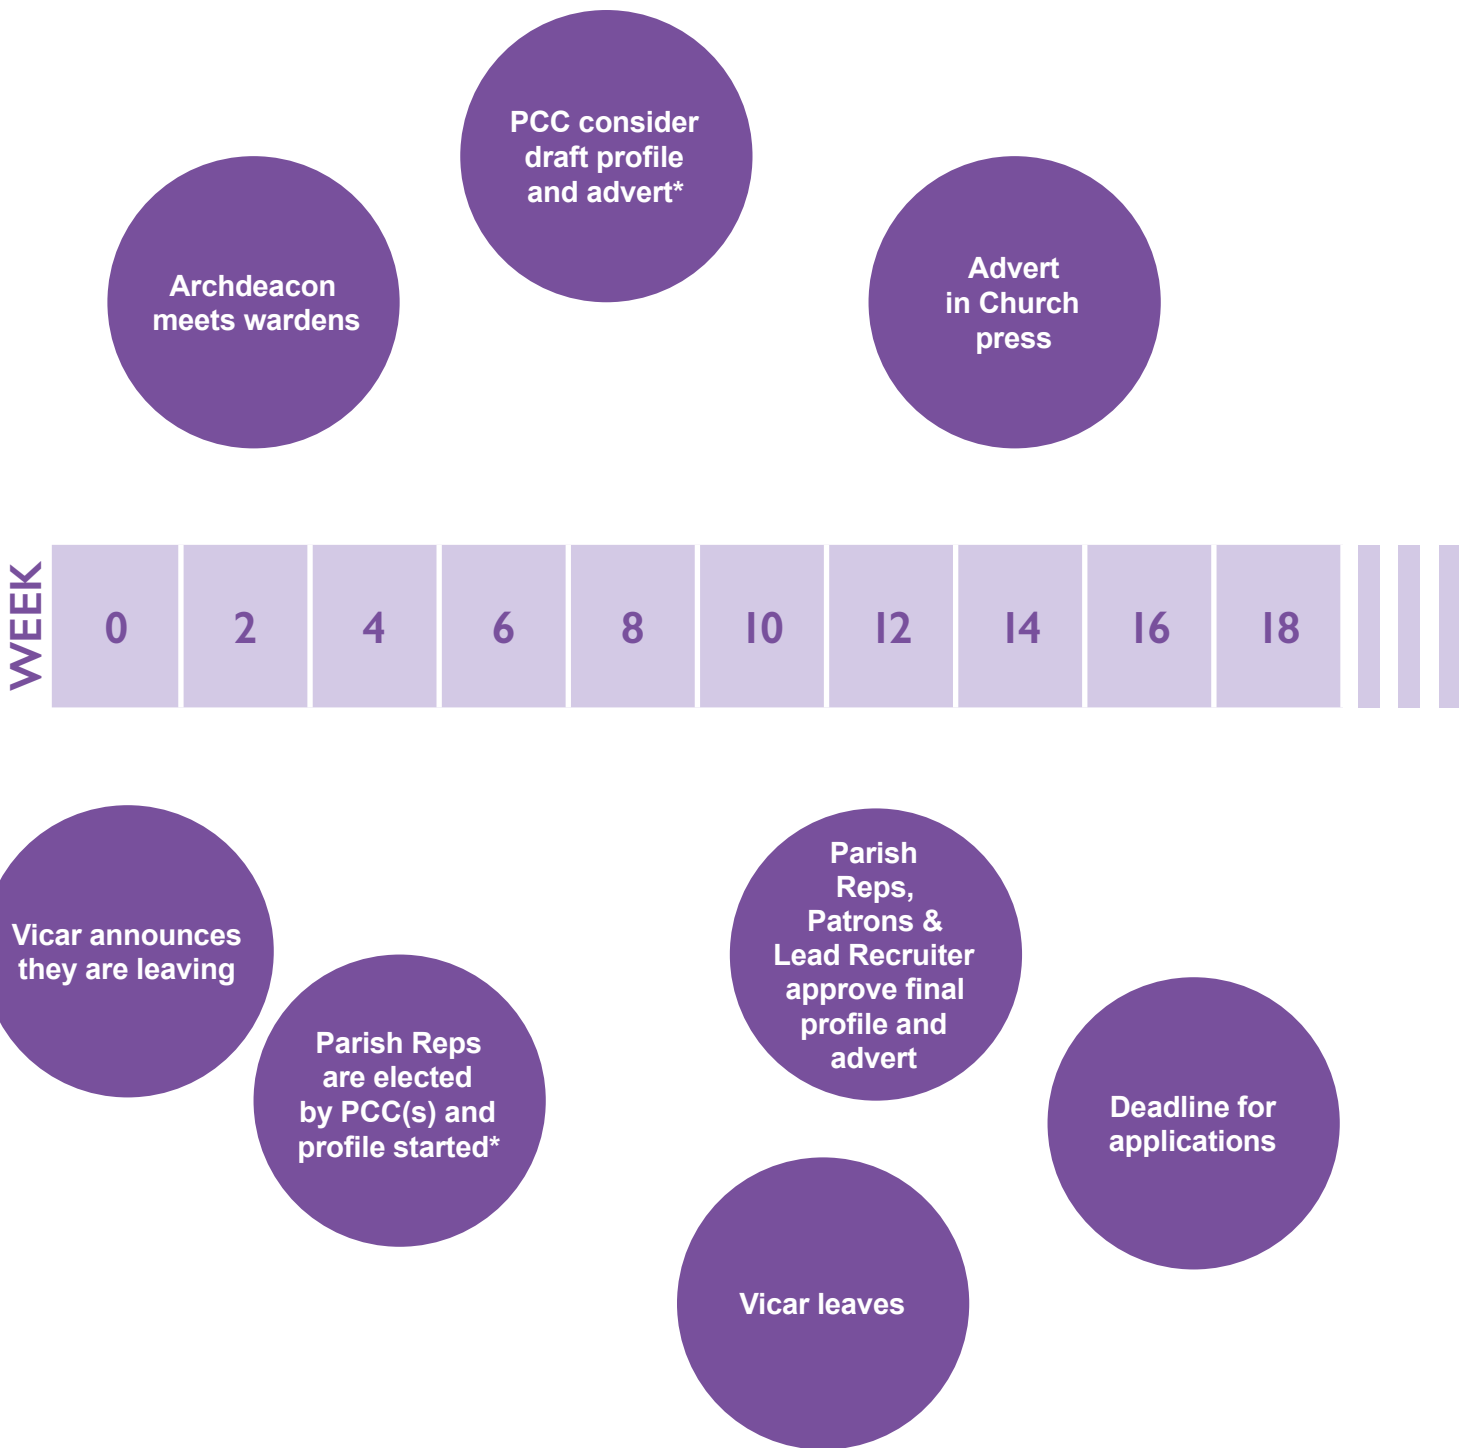 PCC consider
draft profile
and advert*
Archdeacon
meets wardens
Advert
in Church
press
WEEK
0 2 4 6 8 10 12 14 16 18
Vicar announces
they are leaving
Parish Reps
are elected
by PCC(s) and
profile started*
Parish
Reps,
Patrons &
Lead Recruiter
approve final
profile and
advert
Deadline for
applications
Vicar leaves